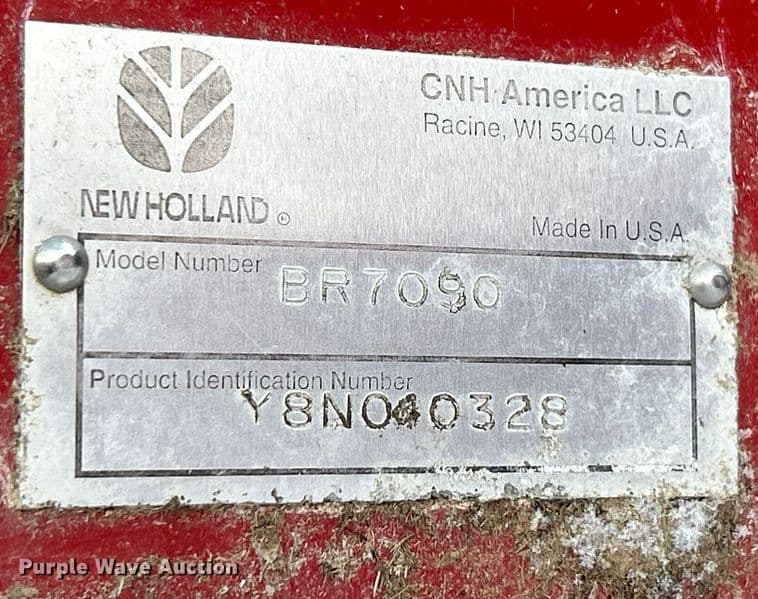 CNH America LLC
Racine, WI 53404 U.S.A.
NEW HOLLAND ®
Made In U.S.A.
Model Number
BR7090
Product Identification Number
Y8N040328
Purple Wave Auction